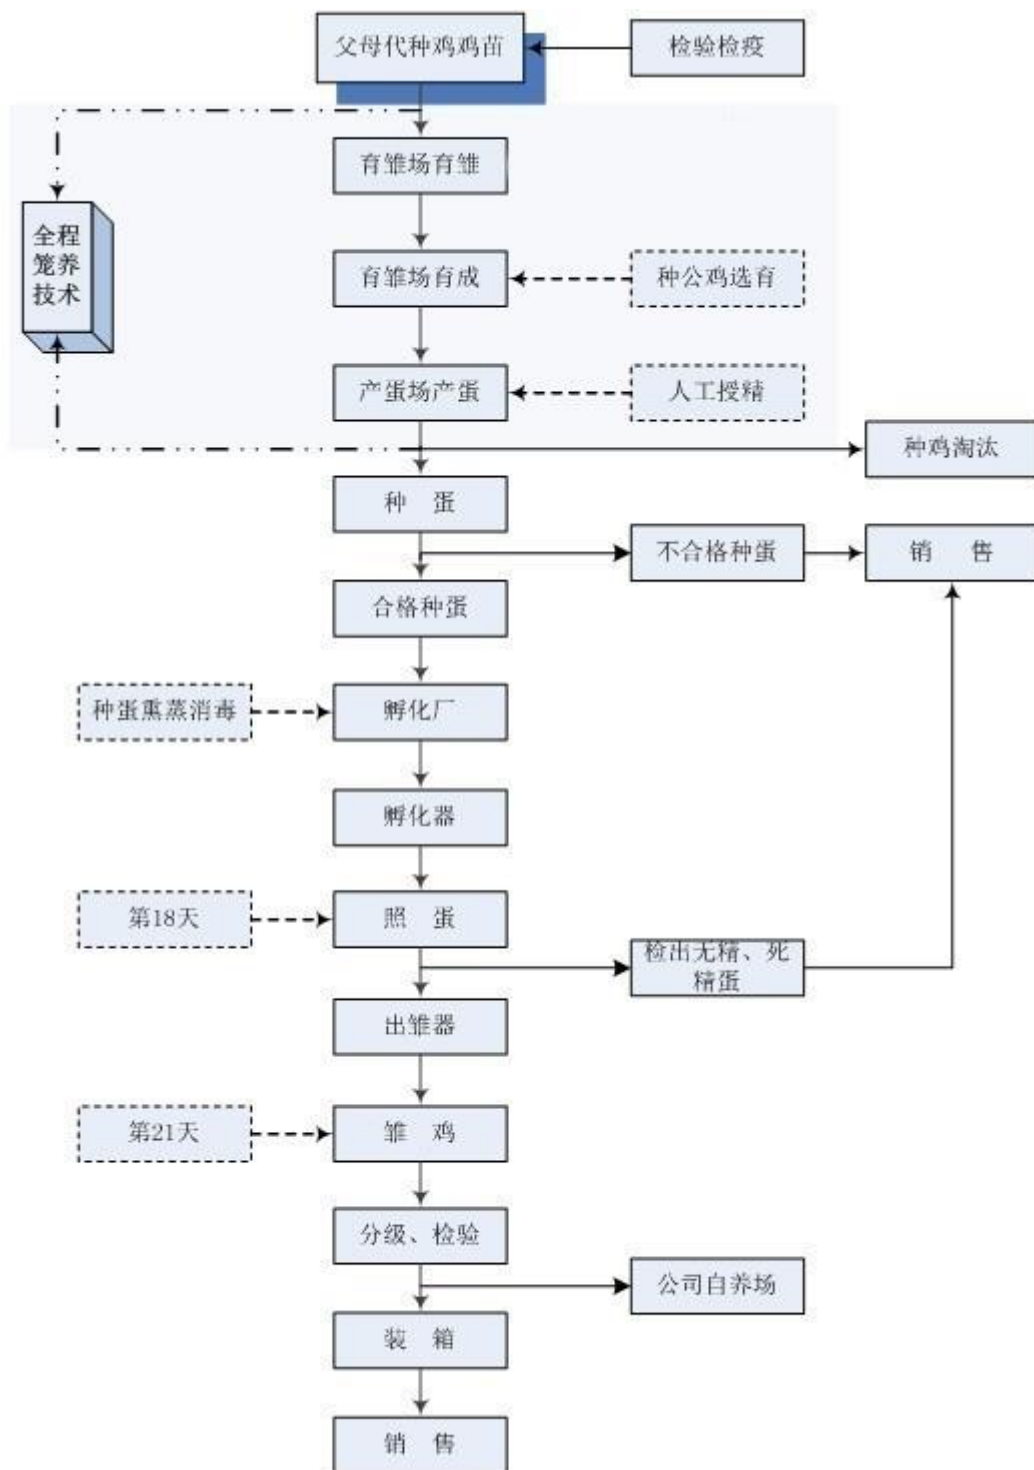 父母代种鸡鸡苗
检验检疫
育雏场育雏
全程
笼养
技术
育雏场育成
种公鸡选育
产蛋场产蛋
人工授精
种鸡淘汰
种 蛋
不合格种蛋
销 售
合格种蛋
种蛋熏蒸消毒
孵化厂
孵化器
第18天
照 蛋
检出无精、死
精蛋
出雏器
第21天
雏 鸡
分级、检验
公司自养场
装 箱
销 售